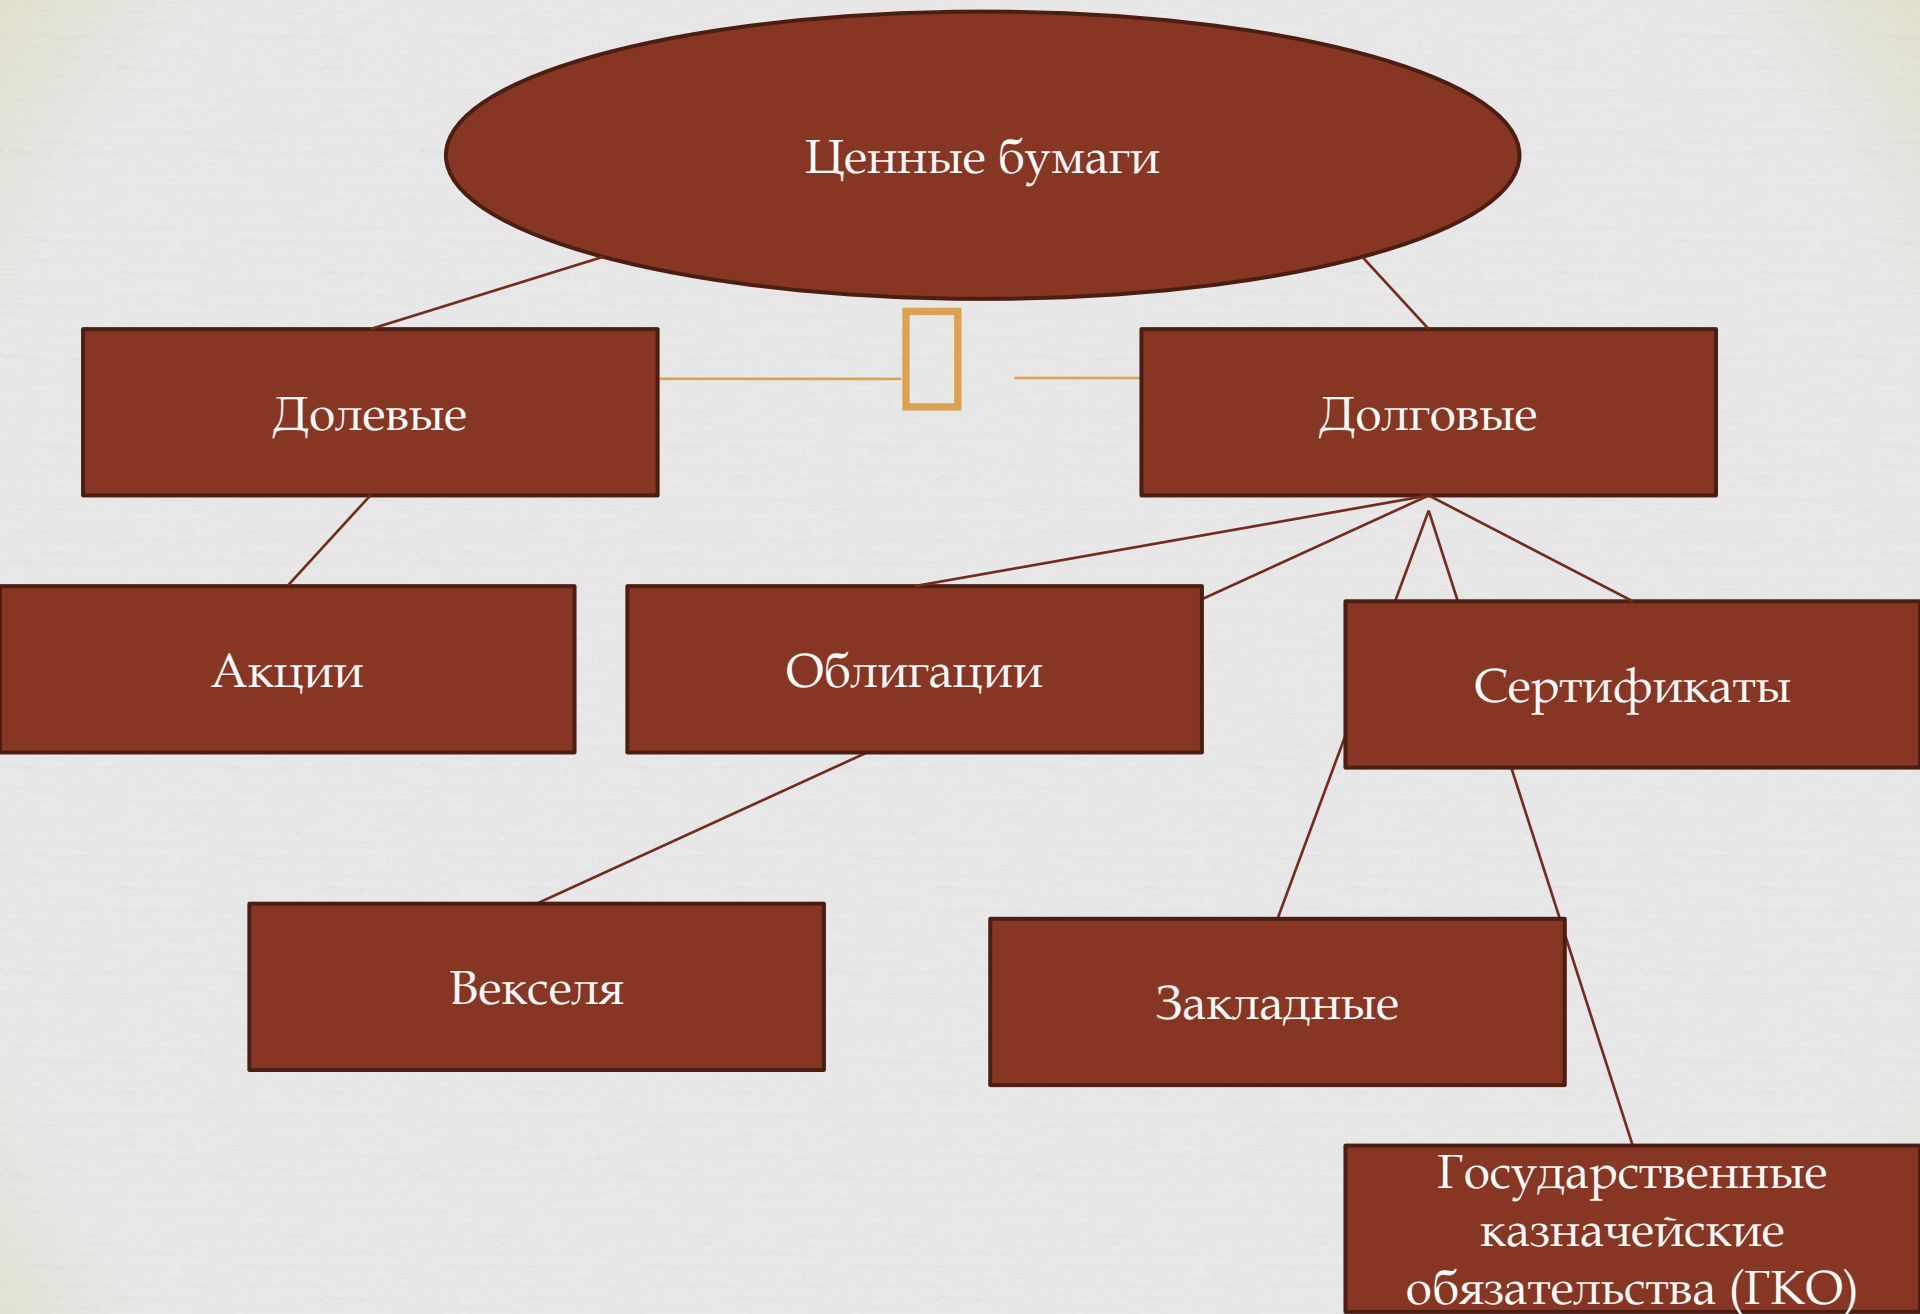 Ценные бумаги
Долевые
Долговые
Акции
Облигации
Сертификаты
Векселя
Закладные
Государственные
казначейские
обязательства (ГКО)